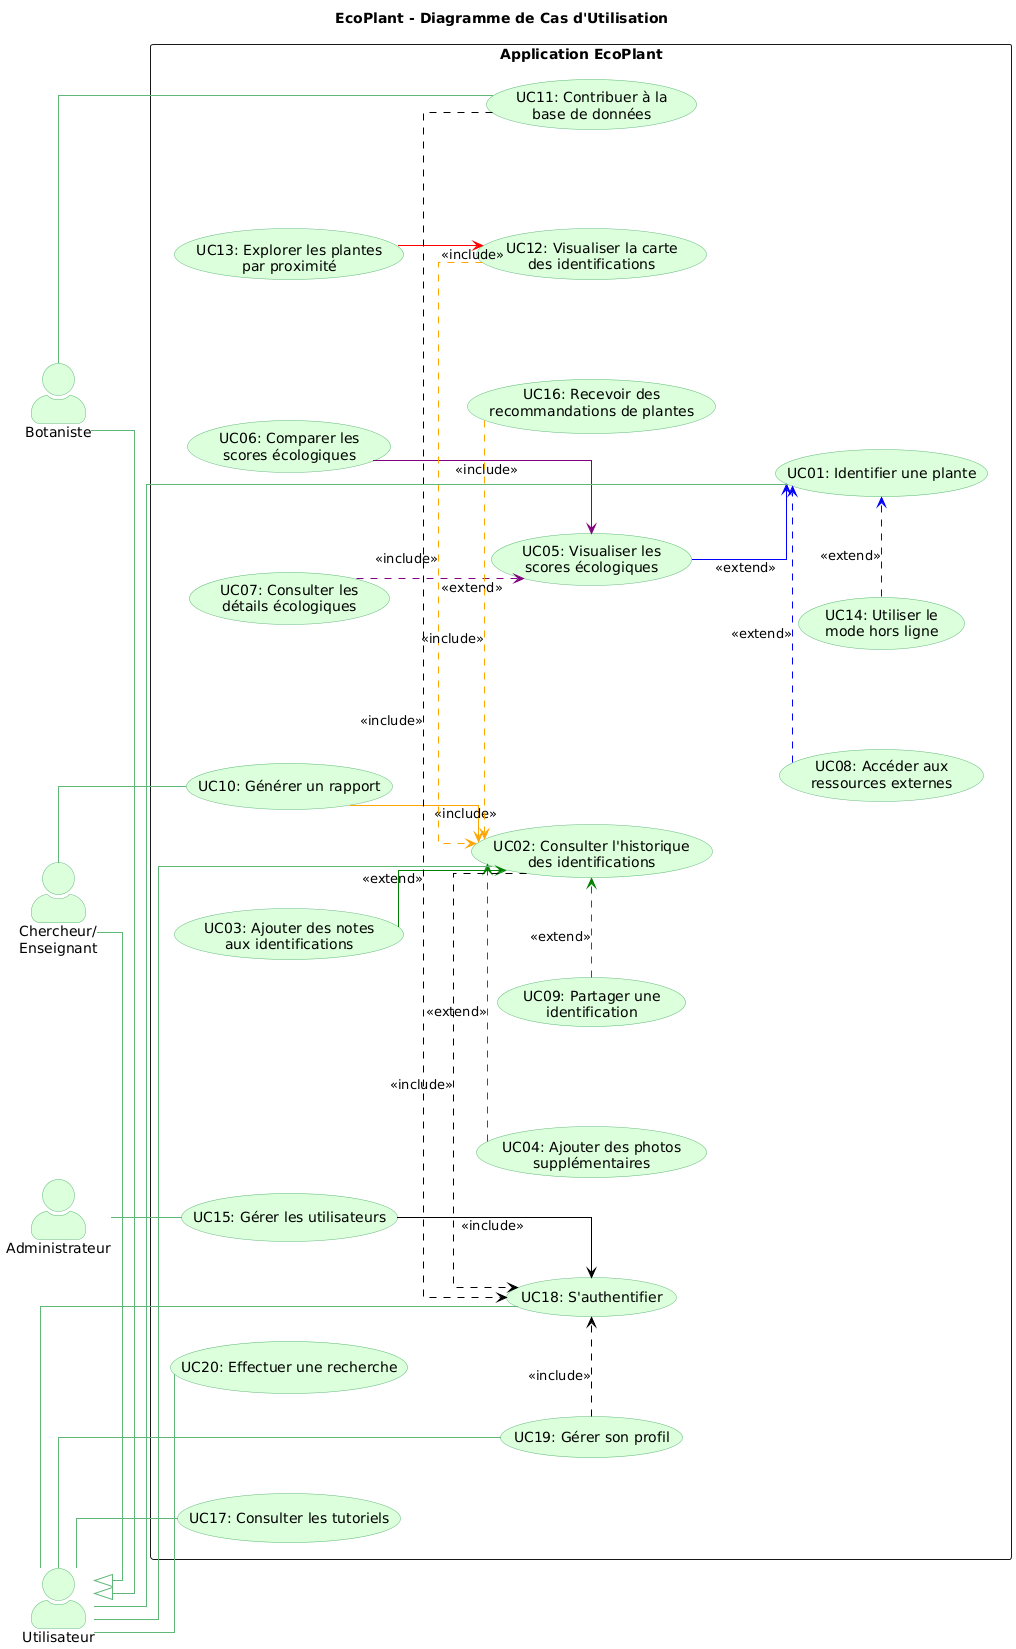 EcoPlant - Diagramme de Cas d'Utilisation
Application EcoPlant
UC11: Contribuer à la
base de données
UC13: Explorer les plantes
par proximité
«include»
UC12: Visualiser la carte
des identifications
Botaniste
UC16: Recevoir des
recommandations de plantes
UC06: Comparer les
scores écologiques
«include»
UC01: Identifier une plante
UC05: Visualiser les
scores écologiques
«include»
«extend»
«extend»
UC07: Consulter les
détails écologiques
«extend»
UC14: Utiliser le
mode hors ligne
«include»
«extend»
«include»
UC10: Générer un rapport
UC08: Accéder aux
ressources externes
«include»
UC02: Consulter l'historique
des identifications
«extend»
Chercheur/
Enseignant
UC03: Ajouter des notes
aux identifications
«extend»
UC09: Partager une
identification
«extend»
«include»
UC04: Ajouter des photos
supplémentaires
Administrateur
UC15: Gérer les utilisateurs
«include»
UC18: S'authentifier
UC20: Effectuer une recherche
«include»
UC19: Gérer son profil
UC17: Consulter les tutoriels
Utilisateur